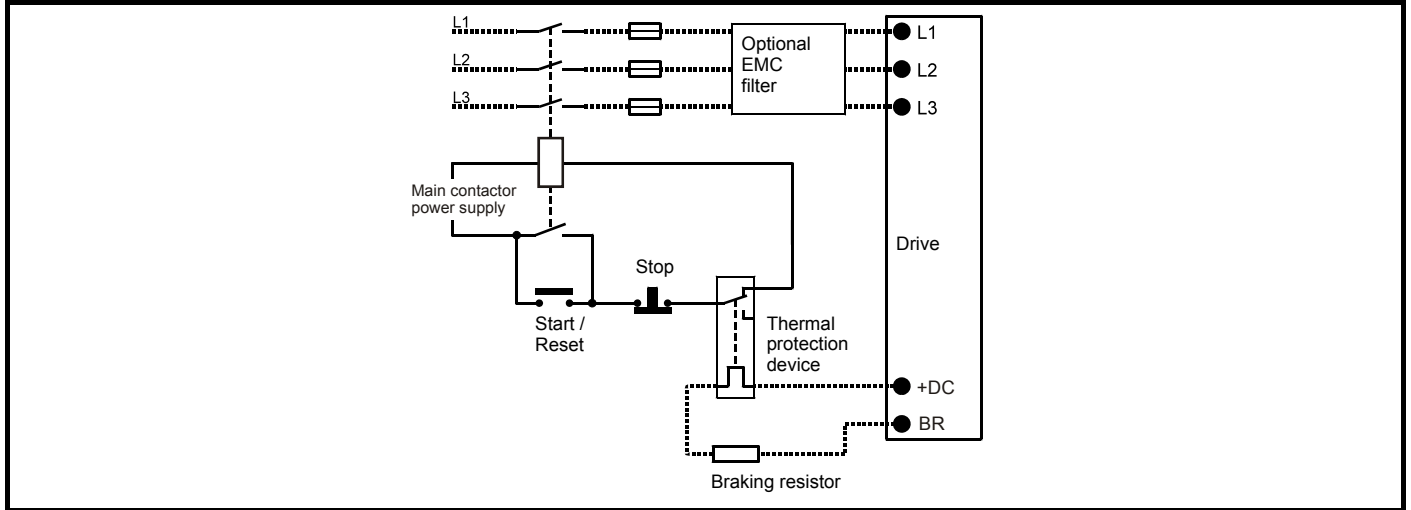 L1
L2
L3
Optional
EMC
filter
L1
L2
L3
Main contactor
power supply
Drive
Stop
Start /
Reset
Thermal
protection
device
+DC
BR
Braking resistor